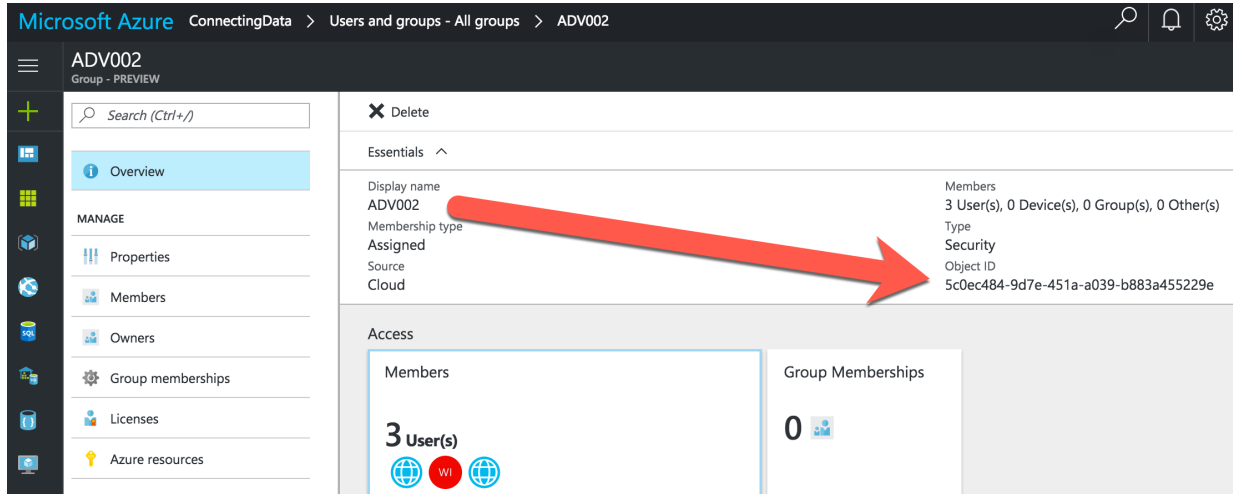 Microsoft Azure ConnectingData > Users and groups - All groups > ADV002
ADV002
Group - PREVIEW
Search (Ctrl+/)
Overview
MANAGE
Properties
Members
Owners
Group memberships
Licenses
Azure resources
Delete
Essentials
Display name
ADV002
Membership type
Assigned
Source
Cloud
Members
3 User(s), 0 Device(s), 0 Group(s), 0 Other(s)
Type
Security
Object ID
5c0ec484-9d7e-451a-a039-b883a455229e
Access
Members
3 User(s)
WI
Group Memberships
0
SQL